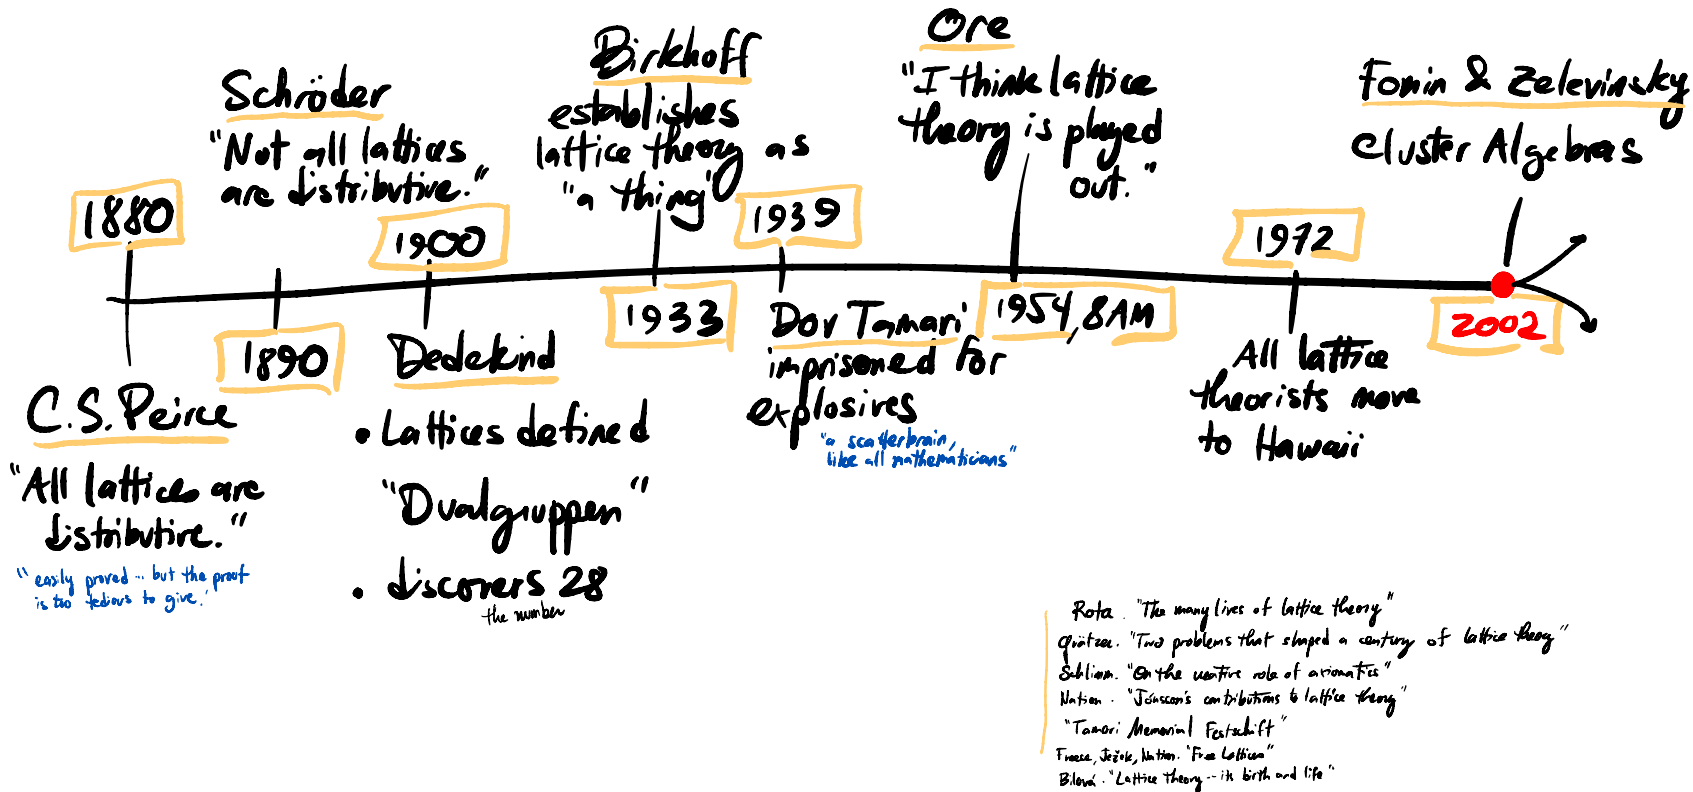 1880
C.S. Peirce
"All lattices are
distributive."
"easily proved... but the proof
is too tedious to give."
Schröder
"Not all lattices
are distributive."
1890
1900
Dedekind
• Lattices defined
"Dualgruppen"
• discovers 28
the number
Birkhoff
establishes
lattice theory as
"a thing"
1933
1939
Dov Tamari
imprisoned for
explosives
"a scatterbrain,
like all mathematicians"
Ore
"I think lattice
theory is played
out."
1954, 8AM
1972
All lattice
theorists move
to Hawaii
Fomin & Zelevinsky
Cluster Algebras
2002
Rota. "The many lives of lattice theory"
Grätzer. "Two problems that shaped a century of lattice theory"
Schlimm. "On the creative role of axiomatics"
Nation. "Jónsson's contributions to lattice theory"
"Tamari Memorial Festschrift"
Freese, Ježek, Nation. "Free Lattices"
Bilová. "Lattice theory -- its birth and life"